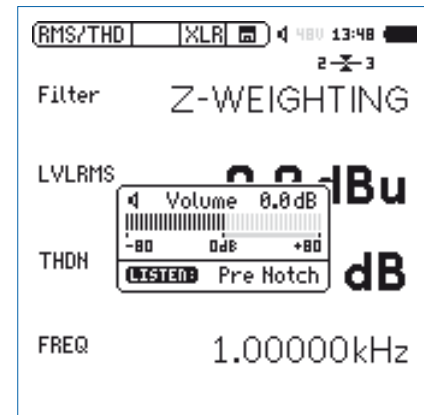 RMS/THD XLR 48V 13:48
2 3
Filter Z-WEIGHTING
LVLRMS dBu
Volume 0.0dB
-80 0dB +80
LISTEN: Pre Notch
THDN dB
FREQ 1.00000kHz